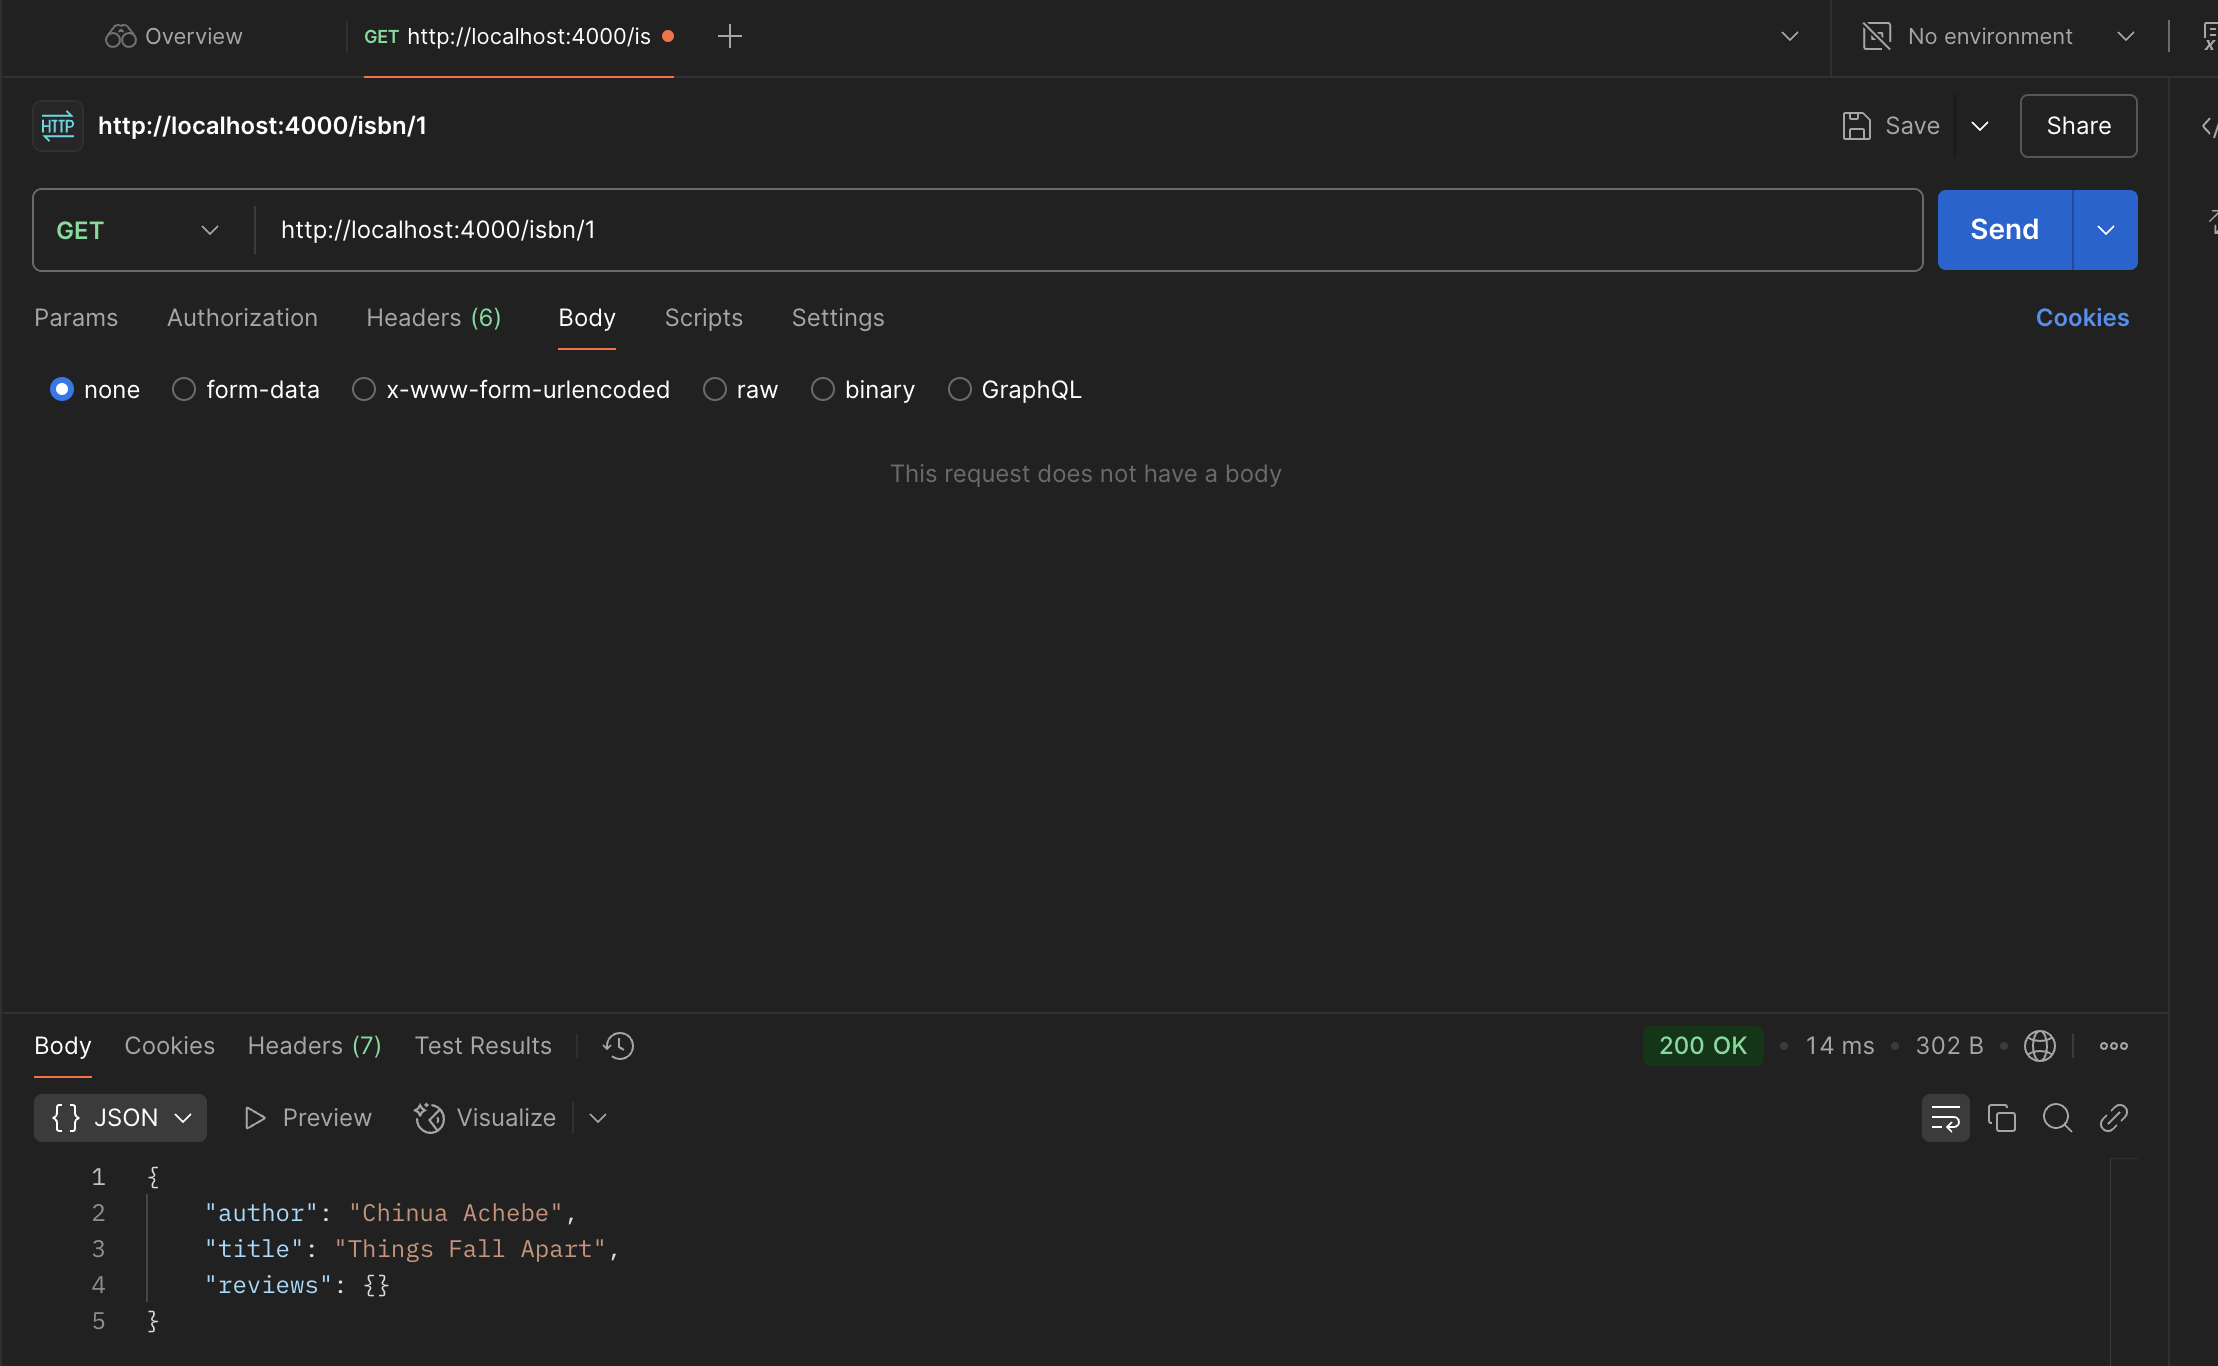 Overview GET http://localhost:4000/is No environment
HTTP http://localhost:4000/isbn/1 Save Share
GET http://localhost:4000/isbn/1 Send
Params Authorization Headers (6) Body Scripts Settings Cookies
none form-data x-www-form-urlencoded raw binary GraphQL
This request does not have a body
Body Cookies Headers (7) Test Results 200 OK • 14 ms • 302 B
{} JSON Preview Visualize
1 {
2 "author": "Chinua Achebe",
3 "title": "Things Fall Apart",
4 "reviews": {}
5 }